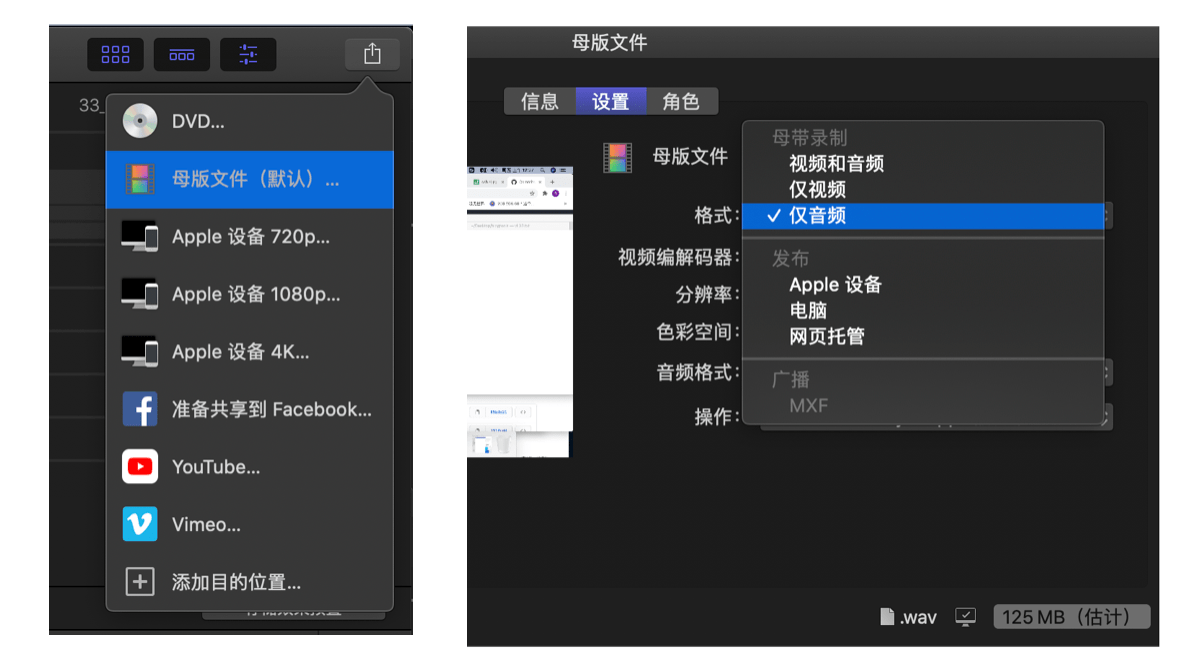 33_
DVD...
母版文件（默认）...
Apple 设备 720p...
Apple 设备 1080p...
Apple 设备 4K...
准备共享到 Facebook...
YouTube...
Vimeo...
添加目的位置...
母版文件
信息 设置 角色
母版文件
格式:
视频编解码器:
分辨率:
色彩空间:
音频格式:
操作:
母带录制
视频和音频
仅视频
✓ 仅音频
发布
Apple 设备
电脑
网页托管
广播
MXF
.wav
125 MB（估计）